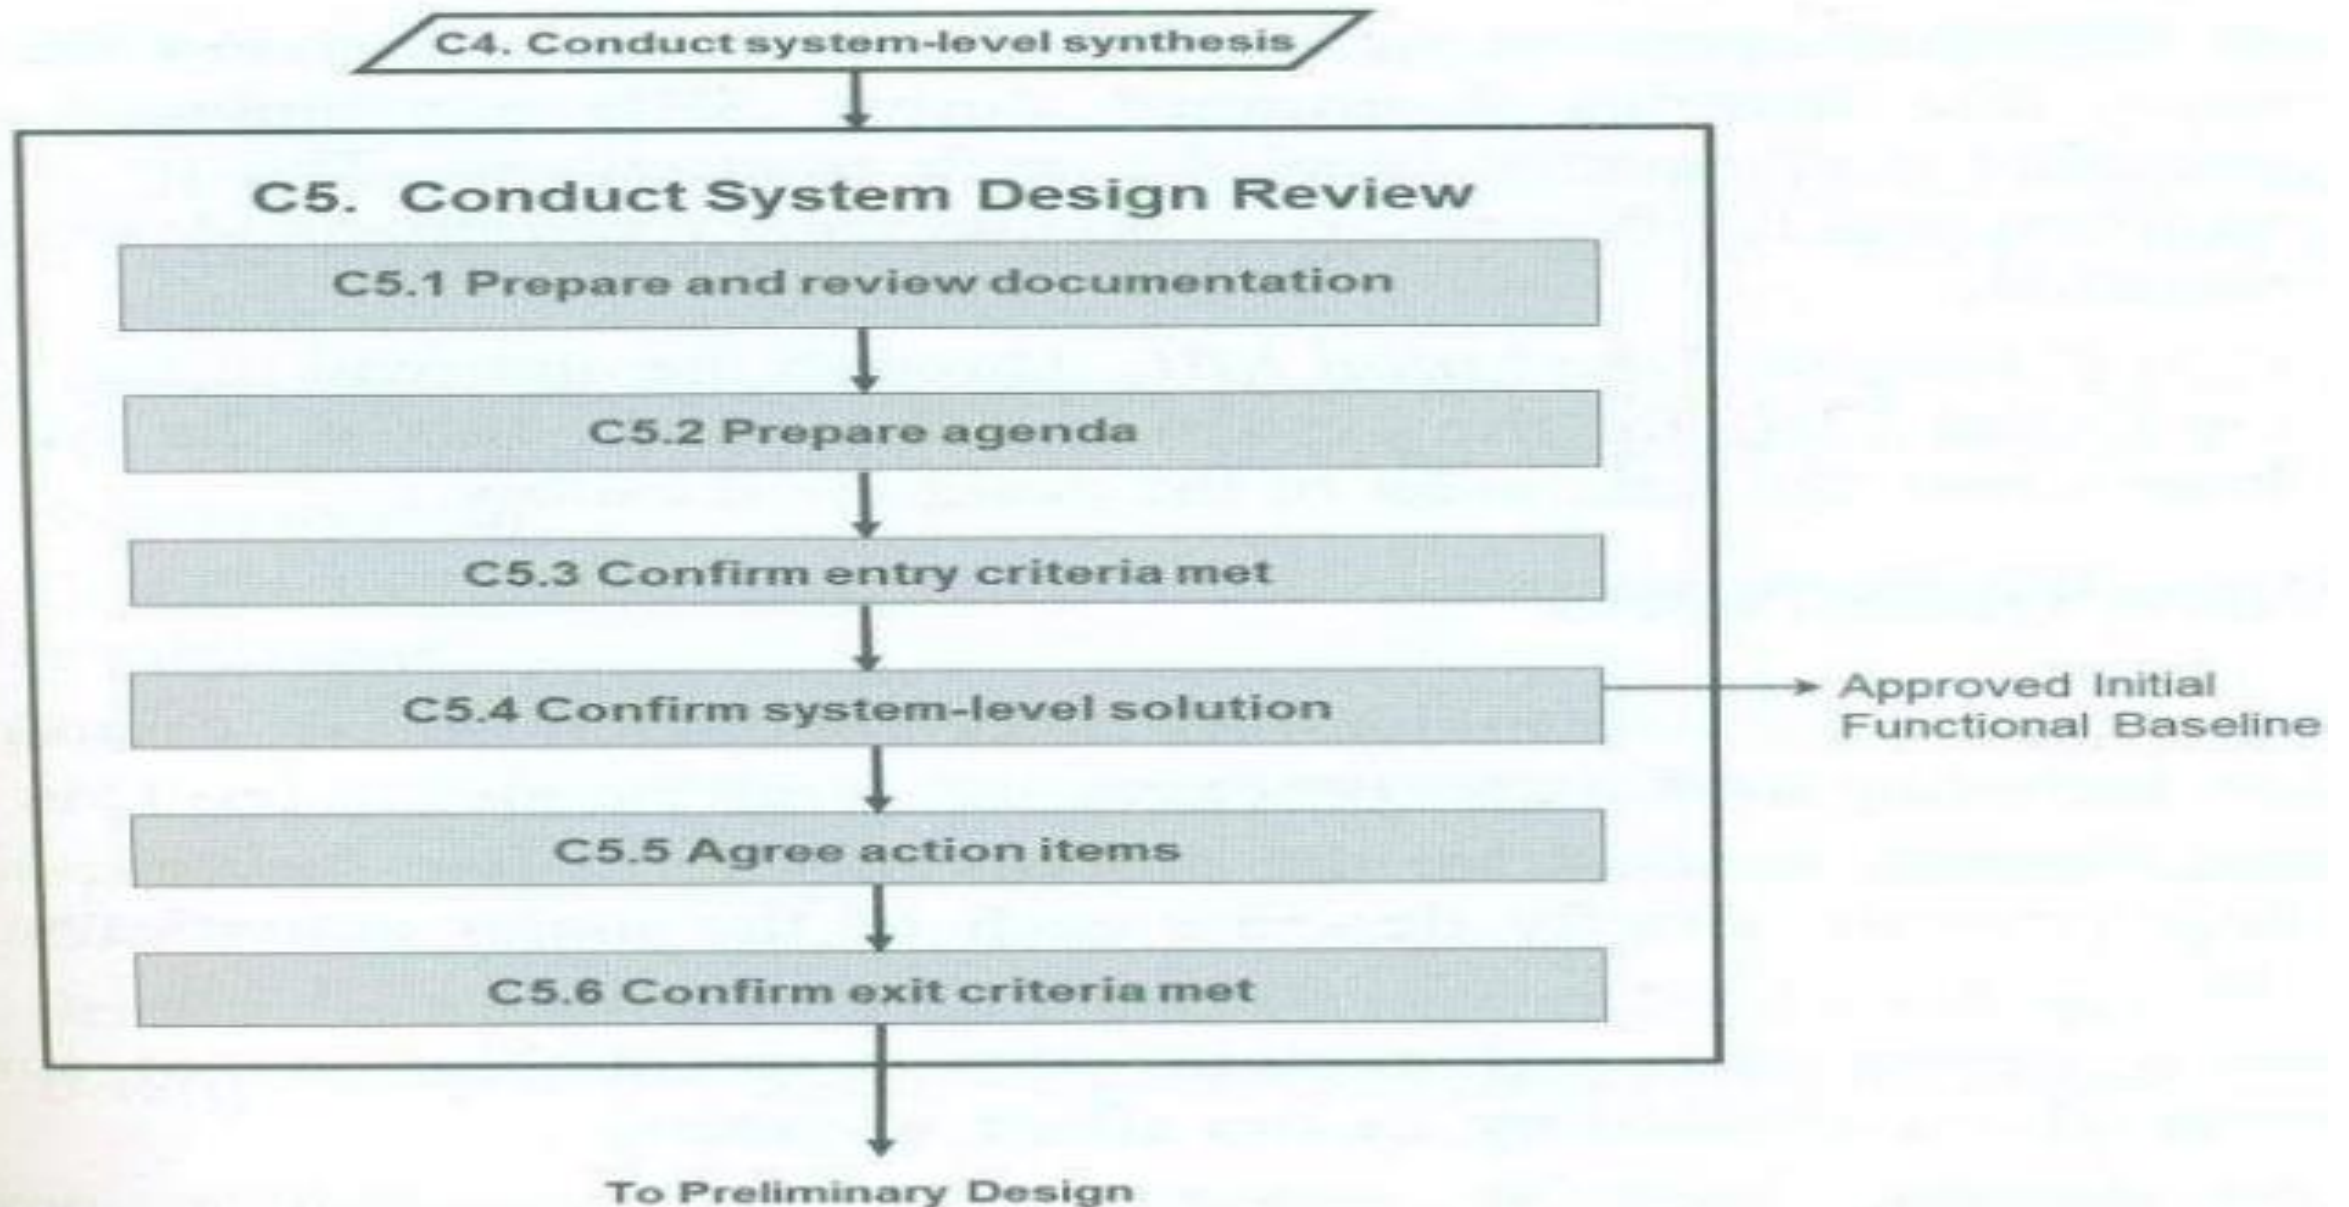 C4. Conduct system-level synthesis
C5. Conduct System Design Review
C5.1 Prepare and review documentation
C5.2 Prepare agenda
C5.3 Confirm entry criteria met
C5.4 Confirm system-level solution
Approved Initial
Functional Baseline
C5.5 Agree action items
C5.6 Confirm exit criteria met
To Preliminary Design